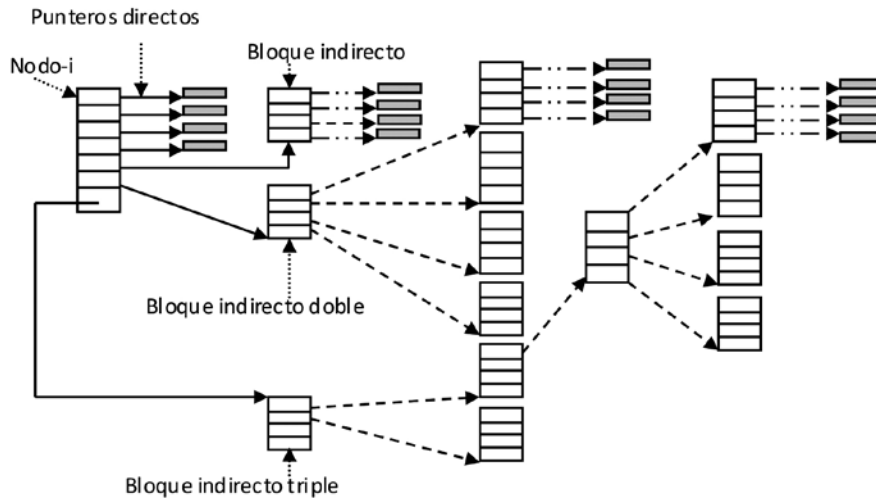 Punteros directos
Nodo-i
Bloque indirecto
Bloque indirecto doble
Bloque indirecto triple